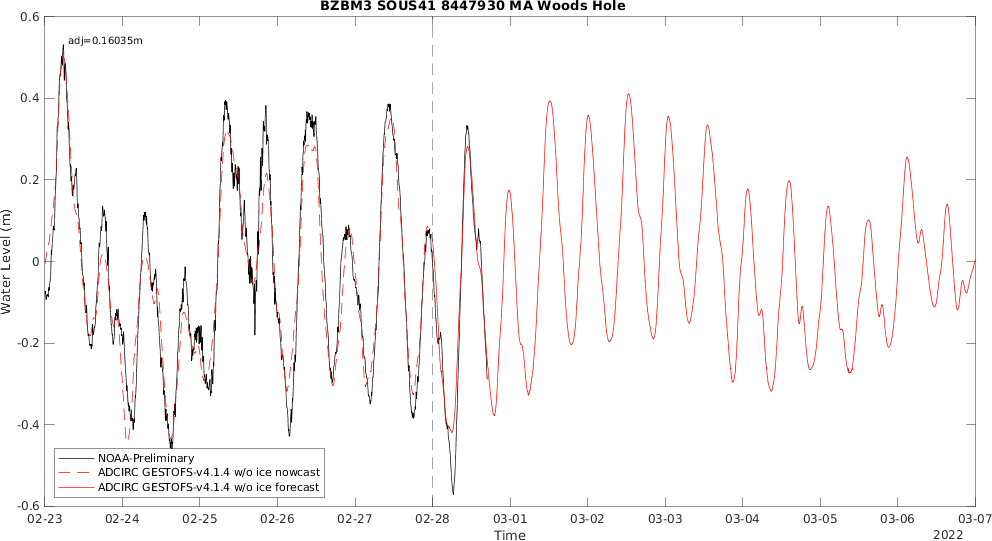 BZBM3 SOUS41 8447930 MA Woods Hole
adj=0.16035m
Water Level (m)
0.6
0.4
0.2
0
-0.2
-0.4
-0.6
NOAA-Preliminary
ADCIRC GESTOFS-v4.1.4 w/o ice nowcast
ADCIRC GESTOFS-v4.1.4 w/o ice forecast
02-23 02-24 02-25 02-26 02-27 02-28 03-01 03-02 03-03 03-04 03-05 03-06 03-07
Time
2022